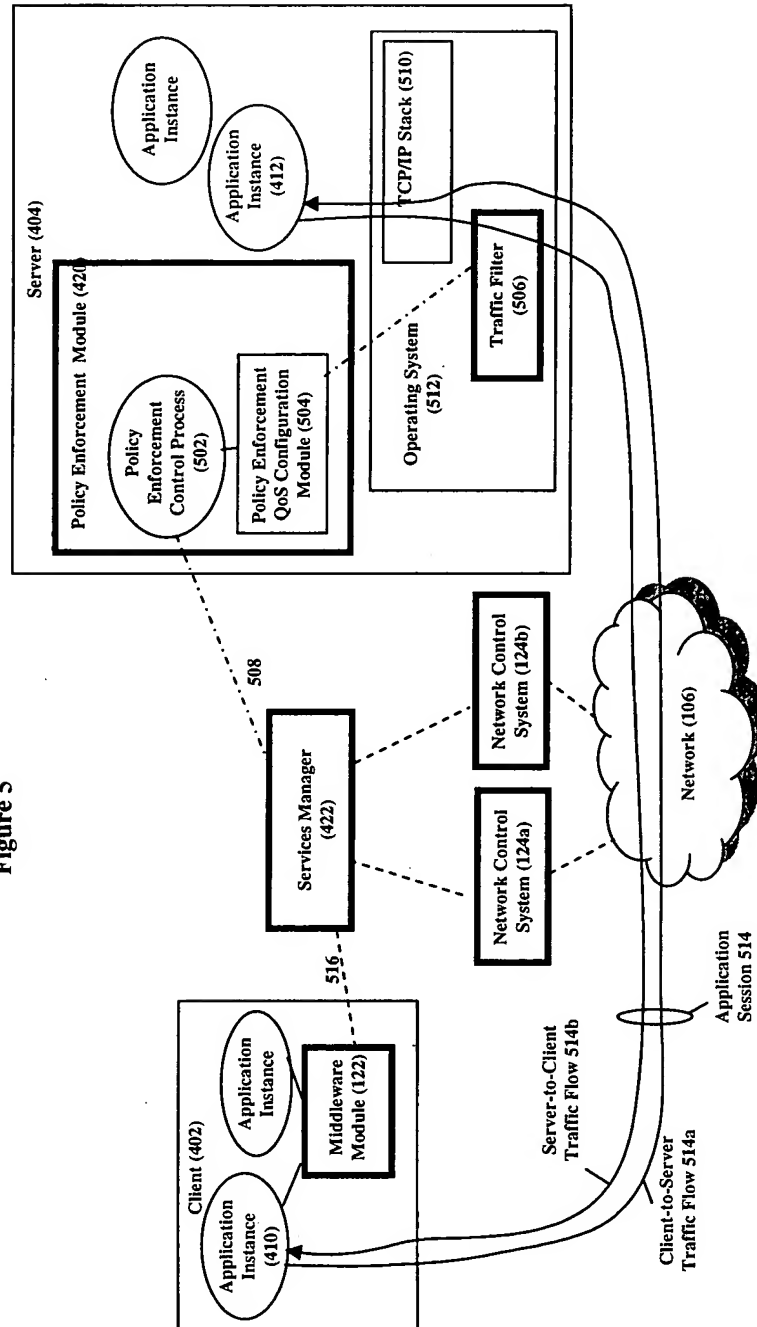 Figure 5
Client (402)
Application
Instance
(410)
Application
Instance
Middleware
Module (122)
516
Services Manager
(422)
508
Network Control
System (124a)
Network Control
System (124b)
Server (404)
Policy Enforcement Module (420)
Policy
Enforcement
Control Process
(502)
Policy Enforcement
QoS Configuration
Module (504)
Application
Instance
(412)
Application
Instance
Operating System
(512)
TCP/IP Stack (510)
Traffic Filter
(506)
Network (106)
Server-to-Client
Traffic Flow 514b
Client-to-Server
Traffic Flow 514a
Application
Session 514